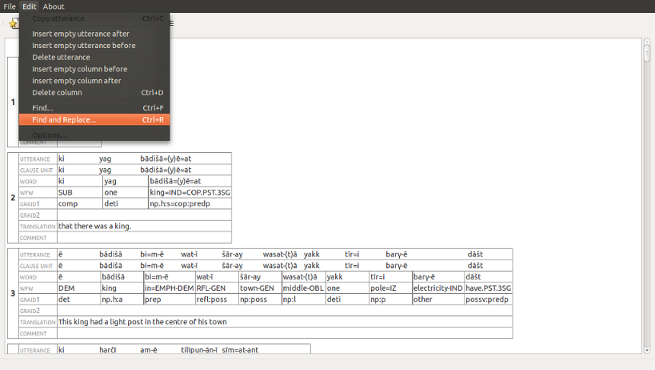 File Edit About
Copy utterance Ctrl+C
Insert empty utterance after
Insert empty utterance before
Delete utterance
Insert empty column before
Insert empty column after
Delete column Ctrl+D
Find... Ctrl+F
Find and Replace... Ctrl+R
Options...
1
COMMENT
2
UTTERANCE ki yag bādišā=(y)ē=at
CLAUSE UNIT ki yag bādišā=(y)ē=at
WORD ki yag bādišā=(y)ē=at
WFW SUB one king=IND=COP.PST.3SG
GRAID1 comp deti np.h:s=cop:predp
GRAID2
TRANSLATION that there was a king.
COMMENT
3
UTTERANCE ē bādišā bi=m-ē wat-ī šār-ay wasat-(t)ā yakk tīr=i barγ-ē dāšt
CLAUSE UNIT ē bādišā bi=m-ē wat-ī šār-ay wasat-(t)ā yakk tīr=i barγ-ē dāšt
WORD ē bādišā bi=m-ē wat-ī šār-ay wasat-(t)ā yakk tīr=i barγ-ē dāšt
WFW DEM king in=EMPH-DEM RFL-GEN town-GEN middle-OBL one pole=IZ electricity-IND have.PST.3SG
GRAID1 det np.h:a prep refl:poss np:poss np:l deti np:p other possv:predp
GRAID2
TRANSLATION This king had a light post in the centre of his town
COMMENT
UTTERANCE ki harčī am-ē tilipun-ān-ī sīm=at-ant